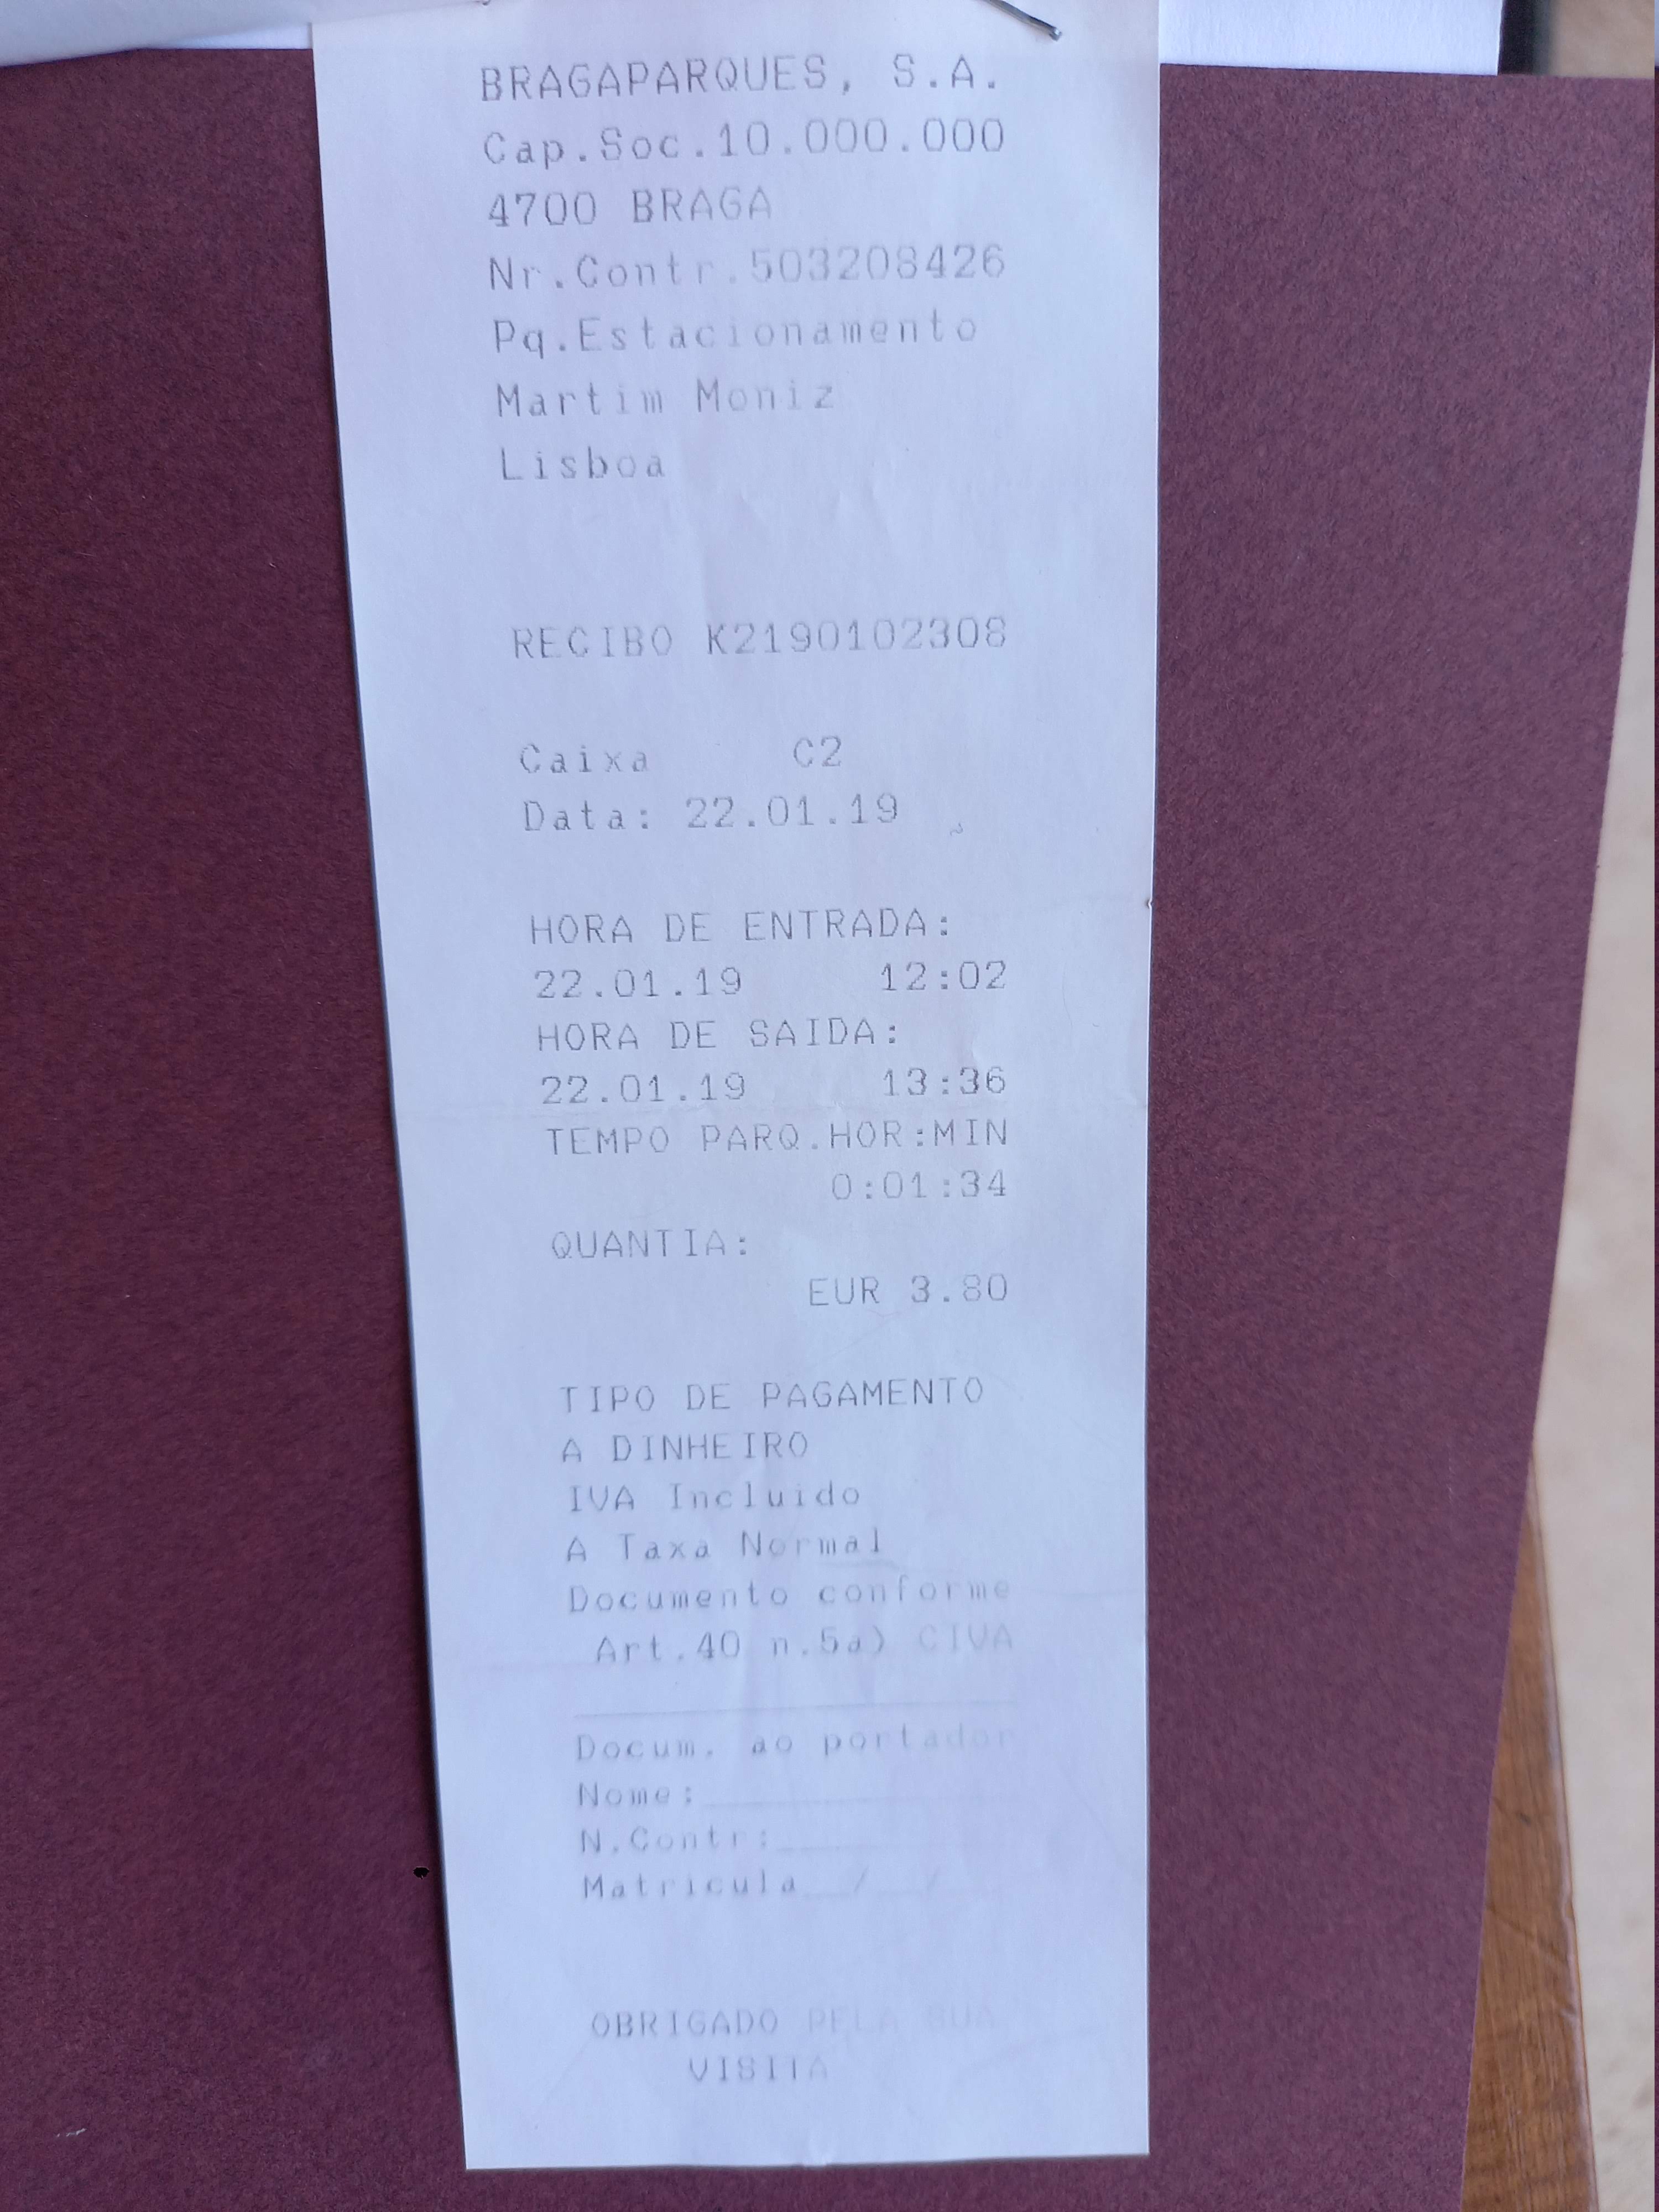 BRAGAPARQUES, S.A.
Cap.Soc.10.000.000
4700 BRAGA
Nr.Contr.503208426
Pq.Estacionamento
Martim Moniz
Lisboa
RECIBO K2190102308
Caixa C2
Data: 22.01.19
HORA DE ENTRADA:
22.01.19 12:02
HORA DE SAIDA:
22.01.19 13:36
TEMPO PARQ.HOR:MIN
0:01:34
QUANTIA:
EUR 3.80
TIPO DE PAGAMENTO
A DINHEIRO
IVA Incluido
A Taxa Normal
Documento conforme
Art.40 n.5a) CIVA
Docum. ao portador
Nome:
N.Contr:
Matricula__/__/
OBRIGADO PELA SUA
VISITA